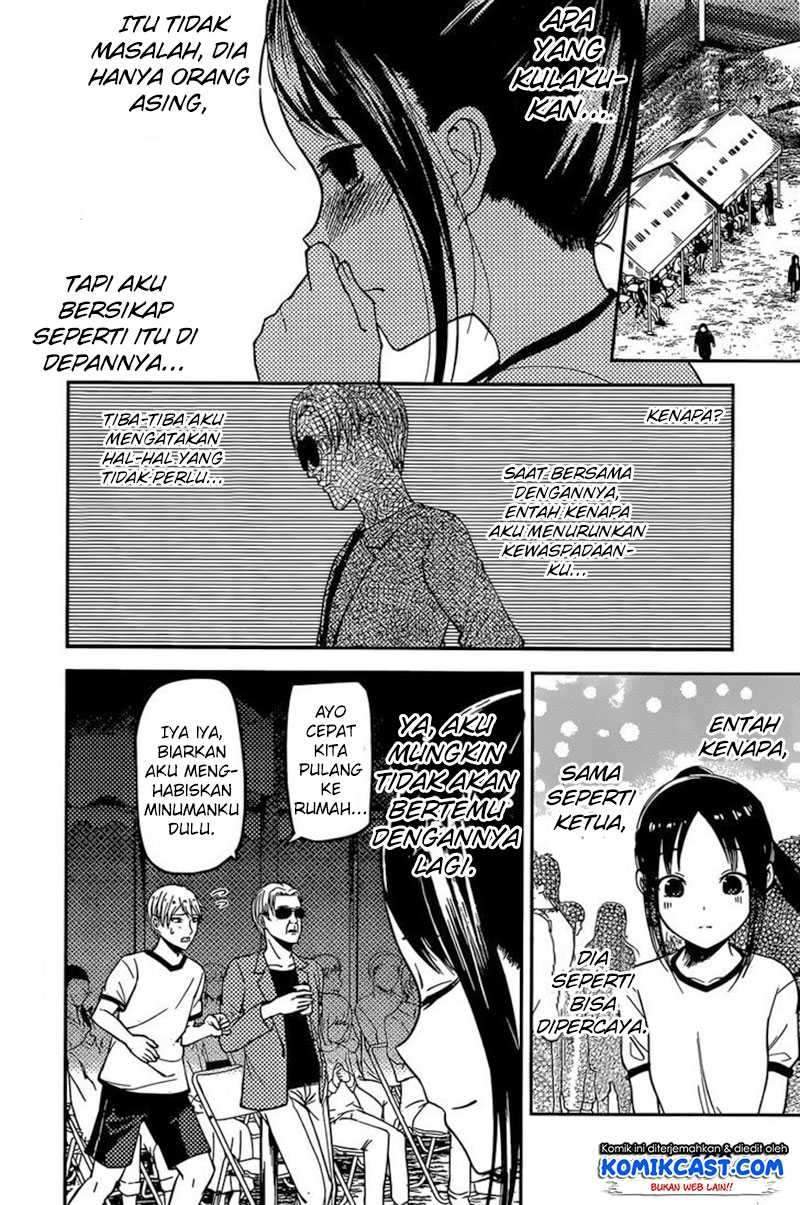 APA
YANG
KULAKU-
KAN....
ITU TIDAK
MASALAH, DIA
HANYA ORANG
ASING,
TAPI AKU
BERSIKAP
SEPERTI ITU DI
DEPANNYA...
KENAPA?
SAAT BERSAMA
DENGANNYA,
ENTAH KENAPA
AKU MENURUNKAN
KEWASPADAAN-
KU...
TIBA-TIBA AKU
MENGATAKAN
HAL-HAL YANG
TIDAK PERLU...
ENTAH
KENAPA,
SAMA
SEPERTI
KETUA,
DIA
SEPERTI
BISA
DIPERCAYA.
YA, AKU
MUNGKIN
TIDAK AKAN
BERTEMU
DENGANNYA
LAGI.
AYO
CEPAT
KITA
PULANG
KE
RUMAH...
IYA IYA,
BIARKAN
AKU MENG-
HABISKAN
MINUMANKU
DULU.
Komik ini diterjemahkan & diedit oleh
KOMIKCAST.COM
BUKAN WEB LAIN!!